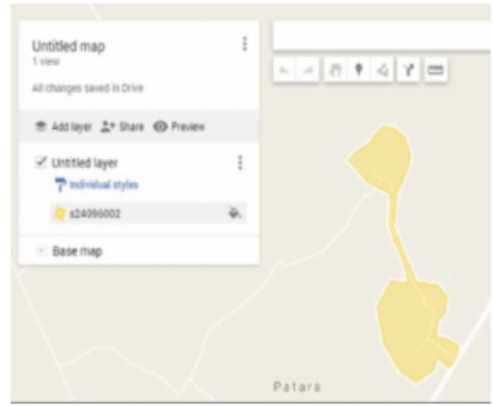 Untitled map
1 view
All changes saved in Drive
Add layer Share Preview
Untitled layer
Individual styles
s24096002
Base map
Patara